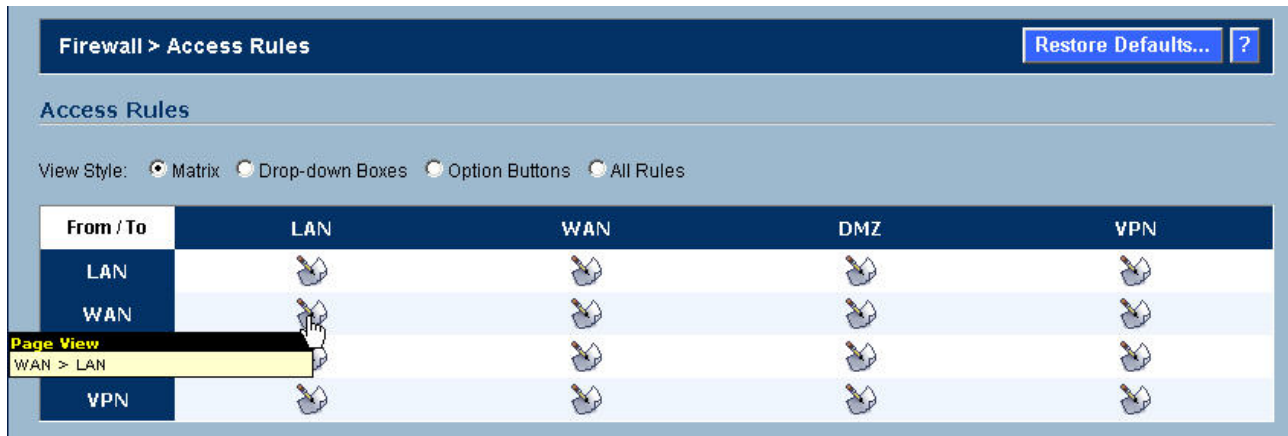 Firewall > Access Rules
Restore Defaults... ?
Access Rules
View Style: Matrix Drop-down Boxes Option Buttons All Rules
From / To LAN WAN DMZ VPN
LAN
WAN
Page View
WAN > LAN
VPN